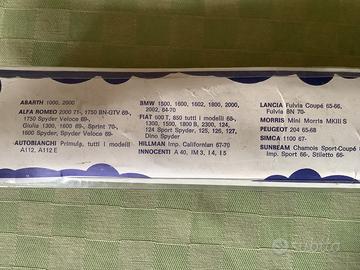 ABARTH 1000, 2000
ALFA ROMEO 2000 71-, 1750 BN-GTV 69-,
1750 Spyder Veloce 69-,
Giulia 1300, 1600 69-, Sprint 70-,
1600 Spyder, Spyder Veloce 69-
AUTOBIANCHI Primula, tutti i modelli
A112, A112 E
BMW 1500, 1600, 1602, 1800, 2000,
2002, 64-70
FIAT 600 T, 850 tutti i modelli 68-,
1300, 1500, 1800 B, 2300, 124,
124 Sport Spyder, 125, 126, 127,
Dino Spyder
HILLMAN Imp. Californian 67-70
INNOCENTI A 40, IM 3, I 4, I 5
LANCIA Fulvia Coupé 65-66,
Fulvia BN 70-
MORRIS Mini Morris MKIII S
PEUGEOT 204 65-68
SIMCA 1100 67-
SUNBEAM Chamois Sport-Coupé
Imp Sport 66-, Stiletto 66-
subito